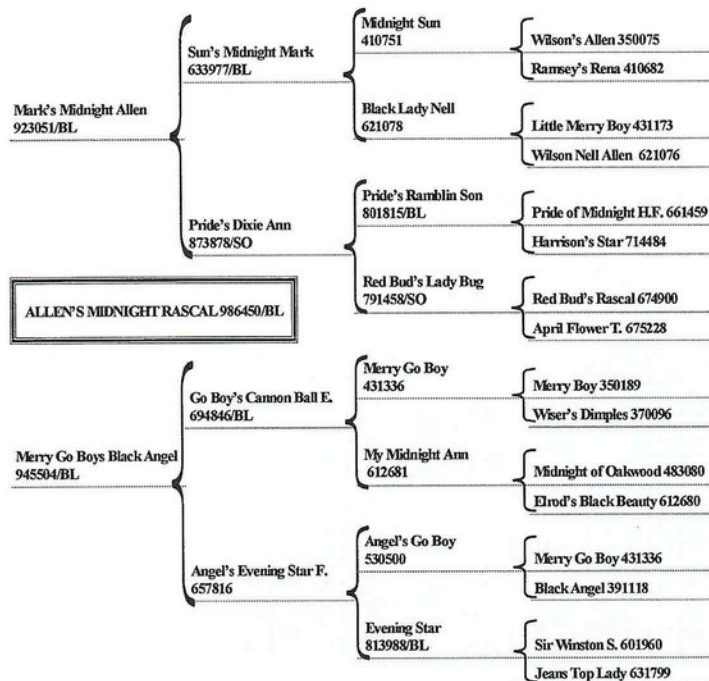 Midnight Sun
410751
Wilson's Allen 350075
Sun's Midnight Mark
633977/BL
Ramsey's Rena 410682
Mark's Midnight Allen
923051/BL
Black Lady Nell
621078
Little Merry Boy 431173
Wilson Nell Allen 621076
Pride's Ramblin Son
801815/BL
Pride of Midnight H.F. 661459
Pride's Dixie Ann
873878/SO
Harrison's Star 714484
Red Bud's Lady Bug
791458/SO
Red Bud's Rascal 674900
April Flower T. 675228
ALLEN'S MIDNIGHT RASCAL 986450/BL
Merry Go Boy
431336
Merry Boy 350189
Go Boy's Cannon Ball E.
694846/BL
Wiser's Dimples 370096
Merry Go Boys Black Angel
945504/BL
My Midnight Ann
612681
Midnight of Oakwood 483080
Elrod's Black Beauty 612680
Angel's Go Boy
530500
Merry Go Boy 431336
Angel's Evening Star F.
657816
Black Angel 391118
Evening Star
813988/BL
Sir Winston S. 601960
Jeans Top Lady 631799